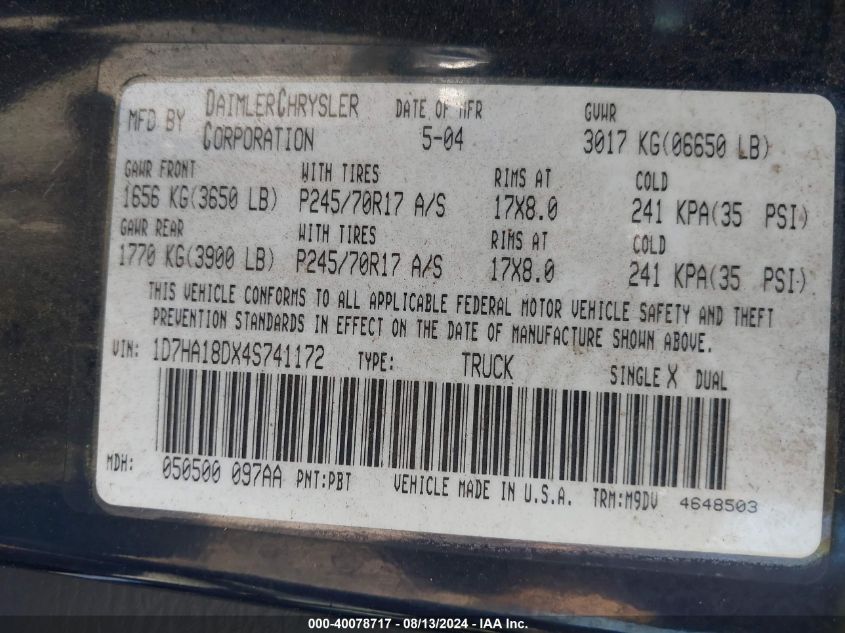 MFD BY DAIMLERCHRYSLER CORPORATION DATE OF MFR 5-04 GVWR 3017 KG(06650 LB)
GAWR FRONT WITH TIRES RIMS AT COLD
1656 KG(3650 LB) P245/70R17 A/S 17X8.0 241 KPA(35 PSI)
GAWR REAR WITH TIRES RIMS AT COLD
1770 KG(3900 LB) P245/70R17 A/S 17X8.0 241 KPA(35 PSI)
THIS VEHICLE CONFORMS TO ALL APPLICABLE FEDERAL MOTOR VEHICLE SAFETY AND THEFT
PREVENTION STANDARDS IN EFFECT ON THE DATE OF MANUFACTURE SHOWN ABOVE.
VIN: 1D7HA18DX4S741172 TYPE: TRUCK SINGLE X DUAL
MDH: 050500 097AA PNT:PBT VEHICLE MADE IN U.S.A. TRM:M9DV 4648503
000-40078717 - 08/13/2024 - IAA Inc.